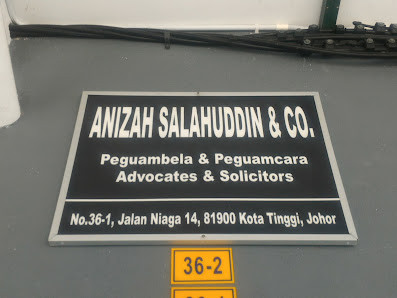 ANIZAH SALAHUDDIN & CO.
Peguambela & Peguamcara
Advocates & Solicitors
No.36-1, Jalan Niaga 14, 81900 Kota Tinggi, Johor
36-2